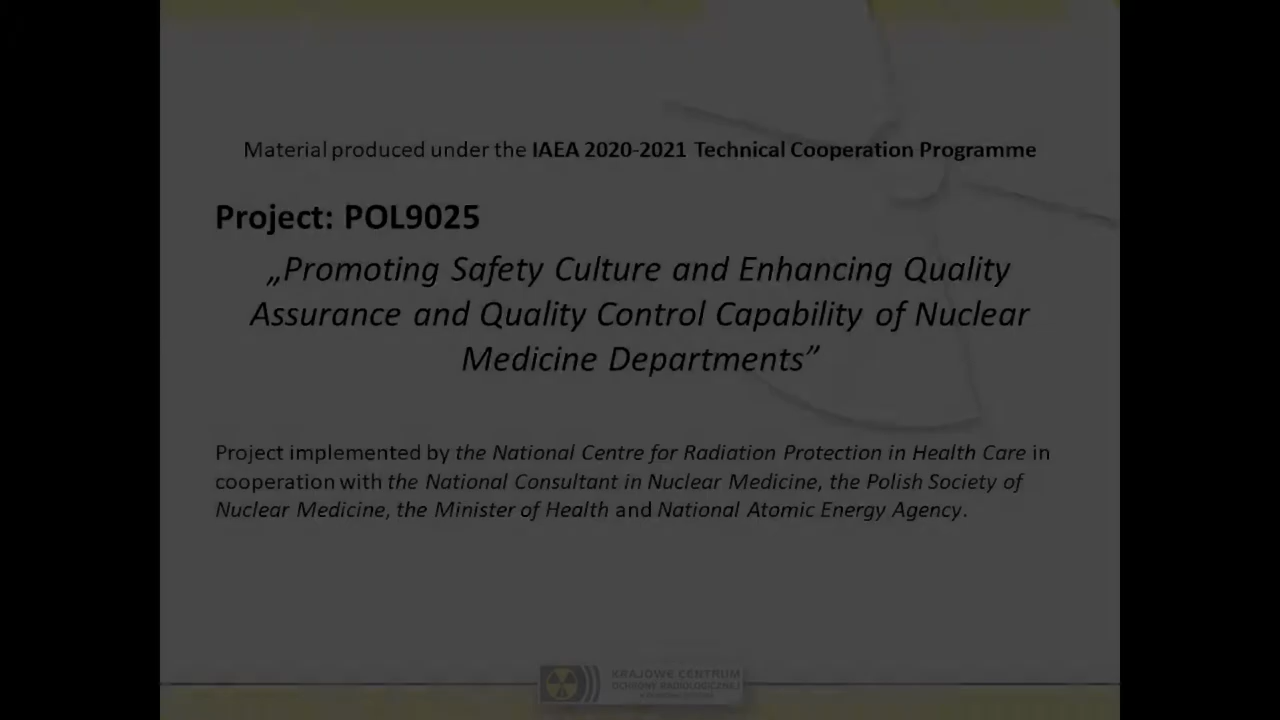 Material produced under the IAEA 2020-2021 Technical Cooperation Programme
Project: POL9025
„Promoting Safety Culture and Enhancing Quality
Assurance and Quality Control Capability of Nuclear
Medicine Departments”
Project implemented by the National Centre for Radiation Protection in Health Care in
cooperation with the National Consultant in Nuclear Medicine, the Polish Society of
Nuclear Medicine, the Minister of Health and National Atomic Energy Agency.
KRAJOWE CENTRUM
OCHRONY RADIOLOGICZNEJ